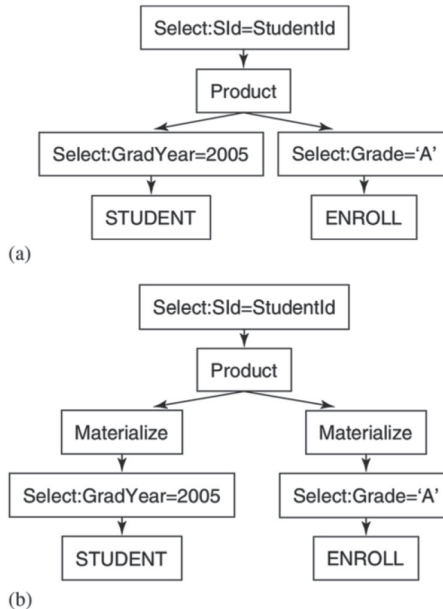 Select:SId=StudentId
Product
Select:GradYear=2005 Select:Grade=‘A’
STUDENT ENROLL
(a)
Select:SId=StudentId
Product
Materialize Materialize
Select:GradYear=2005 Select:Grade=‘A’
STUDENT ENROLL
(b)